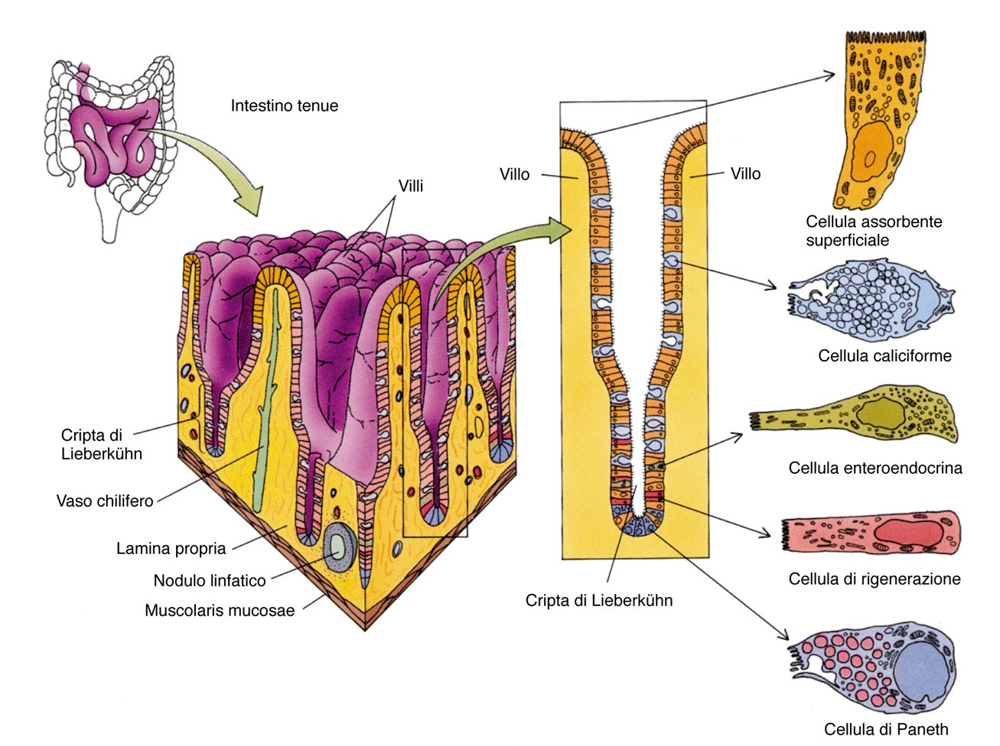 Intestino tenue
Villi
Cripta di
Lieberkühn
Vaso chilifero
Lamina propria
Nodulo linfatico
Muscolaris mucosae
Villo
Villo
Cripta di Lieberkühn
Cellula assorbente
superficiale
Cellula caliciforme
Cellula enteroendocrina
Cellula di rigenerazione
Cellula di Paneth